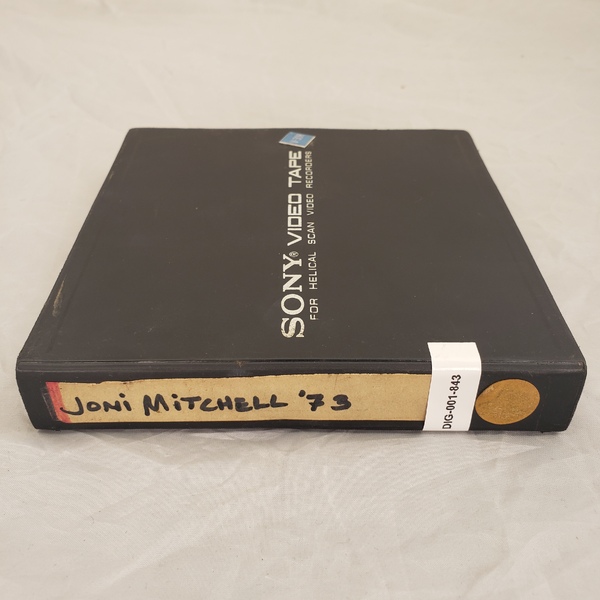 SONY® VIDEO TAPE
FOR HELICAL SCAN VIDEO RECORDERS
JONi MiTCHELL '73
DIG-001-843